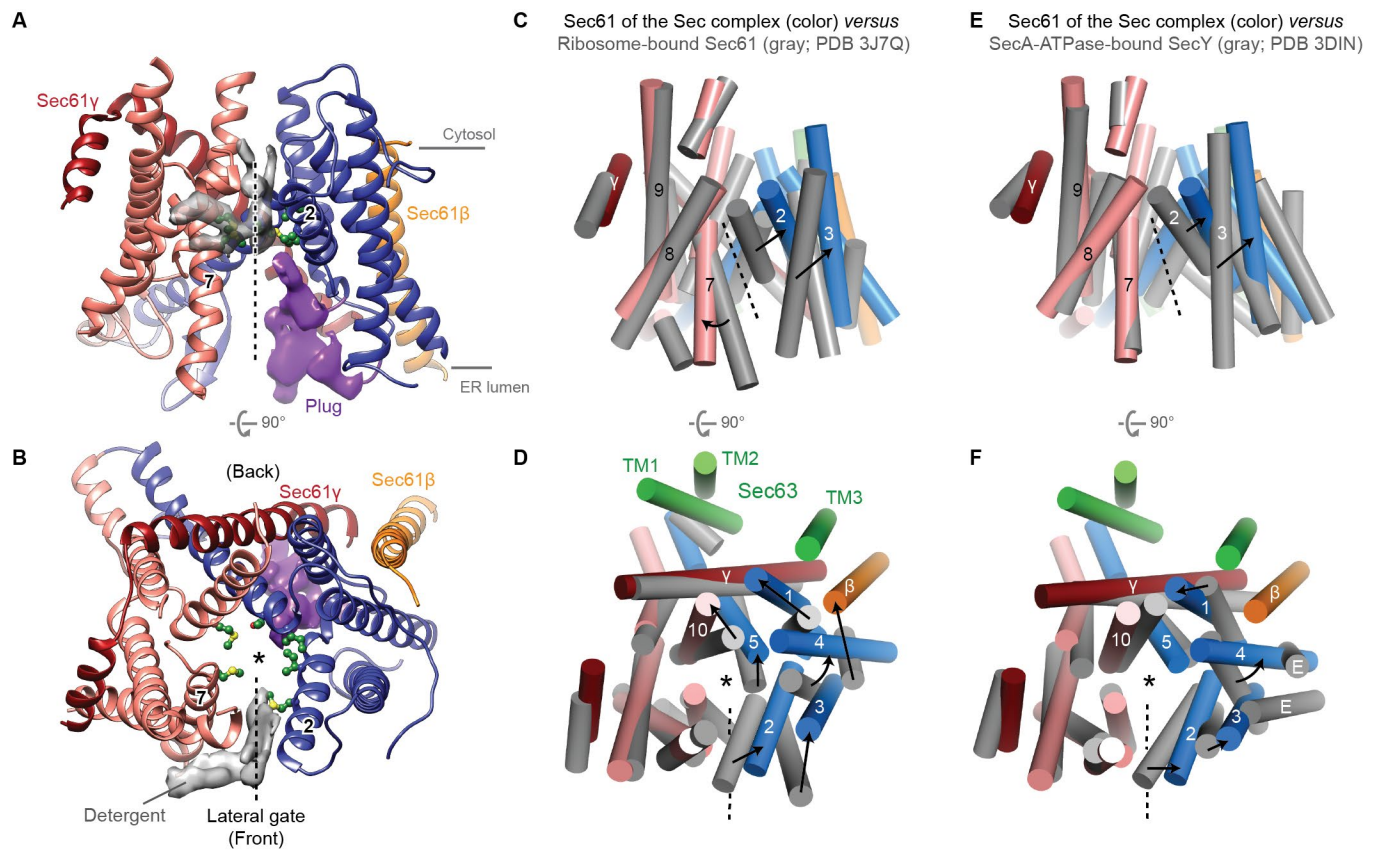 A
Sec61γ
Cytosol
2
Sec61β
7
ER lumen
Plug
90°
B
(Back)
Sec61γ
Sec61β
*
7
2
Detergent
Lateral gate
(Front)
C
Sec61 of the Sec complex (color) versus
Ribosome-bound Sec61 (gray; PDB 3J7Q)
γ
9
2
3
8
7
90°
D
TM1
TM2
Sec63
TM3
γ
1
β
10
5
4
*
2
3
E
Sec61 of the Sec complex (color) versus
SecA-ATPase-bound SecY (gray; PDB 3DIN)
γ
9
2
3
8
7
90°
F
γ
1
β
10
5
4
E
*
E
2
3